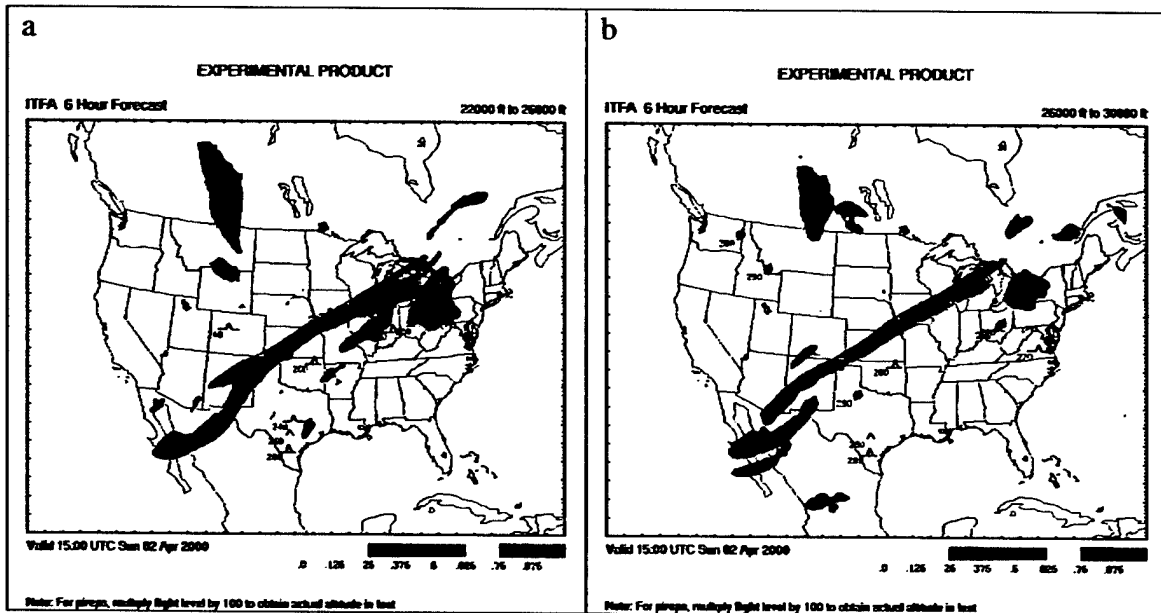 a
EXPERIMENTAL PRODUCT
ITFA 6 Hour Forecast
22000 ft to 26000 ft
Valid 15:00 UTC Sun 02 Apr 2000
.0 .125 .25 .375 .5 .625 .75 .875
Note: For pireps, multiply flight level by 100 to obtain actual altitude in feet
b
EXPERIMENTAL PRODUCT
ITFA 6 Hour Forecast
26000 ft to 30000 ft
290
280
290
270
Valid 15:00 UTC Sun 02 Apr 2000
.0 .125 .25 .375 .5 .625 .75 .875
Note: For pireps, multiply flight level by 100 to obtain actual altitude in feet